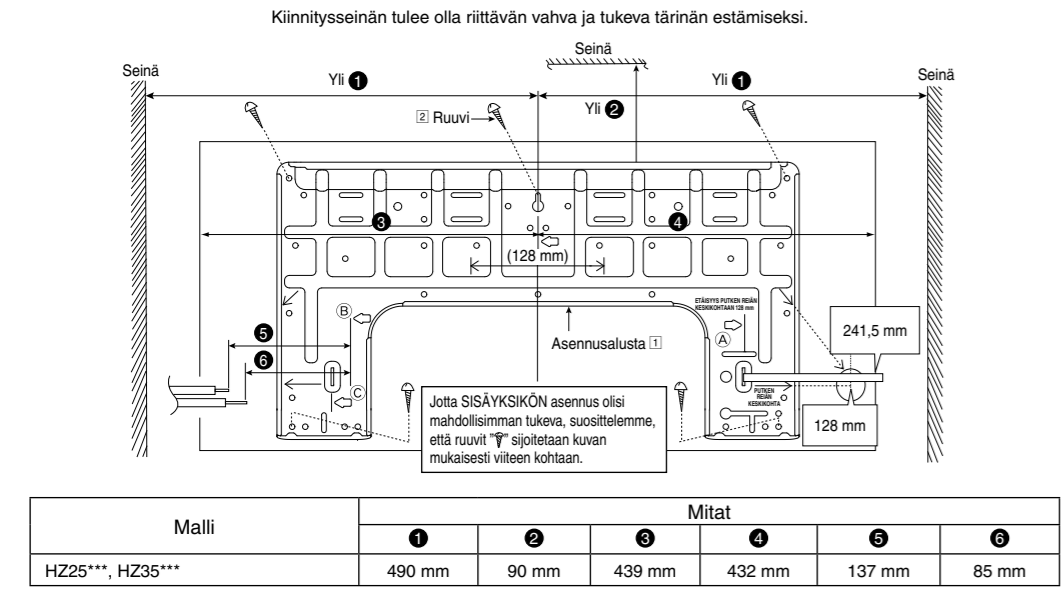 Kiinnitysseinän tulee olla riittävän vahva ja tukeva tärinän estämiseksi.
Seinä
Seinä
Seinä
Yli ❶
Yli ❶
Yli ❷
2 Ruuvi
❸
❹
(128 mm)
ETÄISYYS PUTKEN REIÄN
KESKIKOHTAAN 128 mm
Ⓑ
Ⓐ
241,5 mm
❺
Asennusalusta 1
❻
Ⓒ
PUTKEN
REIÄN
KESKIKOHTA
128 mm
Jotta SISÄYKSIKÖN asennus olisi
mahdollisimman tukeva, suosittelemme,
että ruuvit "" sijoitetaan kuvan
mukaisesti viiteen kohtaan.
Malli
Mitat
❶ ❷ ❸ ❹ ❺ ❻
HZ25***, HZ35*** 490 mm 90 mm 439 mm 432 mm 137 mm 85 mm